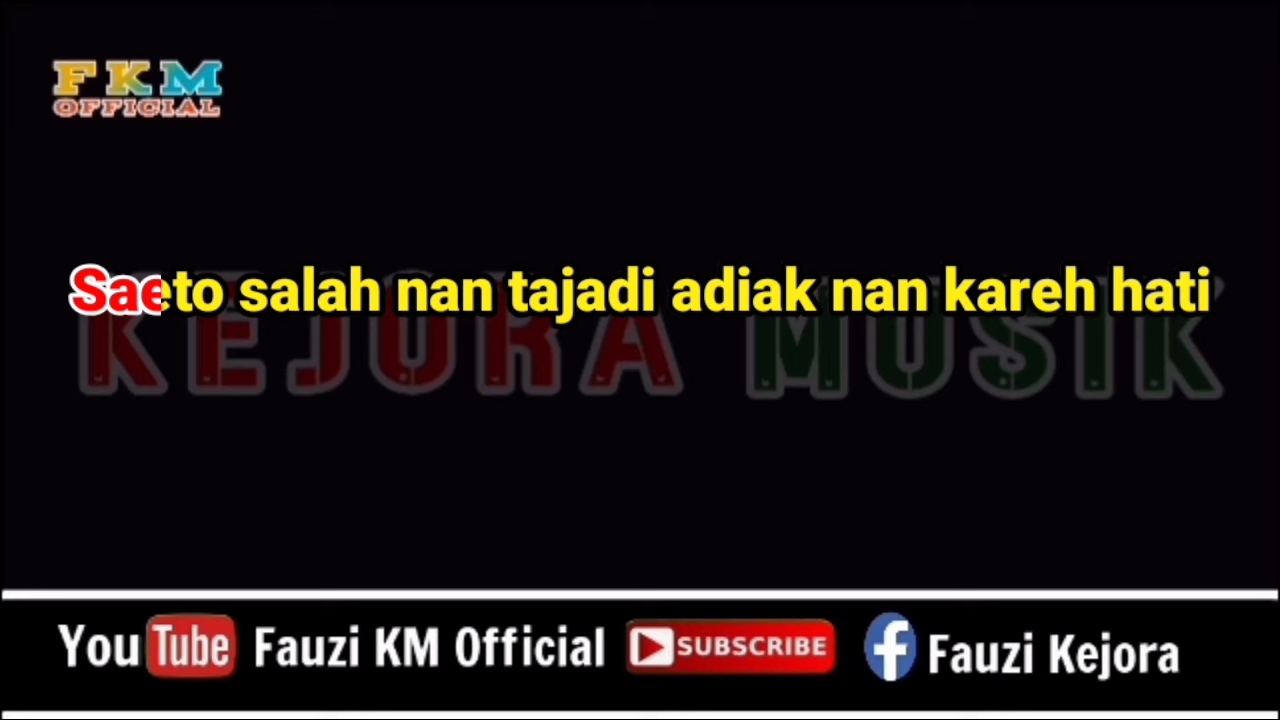 FKM
OFFICIAL
Saeto salah nan tajadi adiak nan kareh hati
KEJORA MUSIK
YouTube Fauzi KM Official SUBSCRIBE f Fauzi Kejora